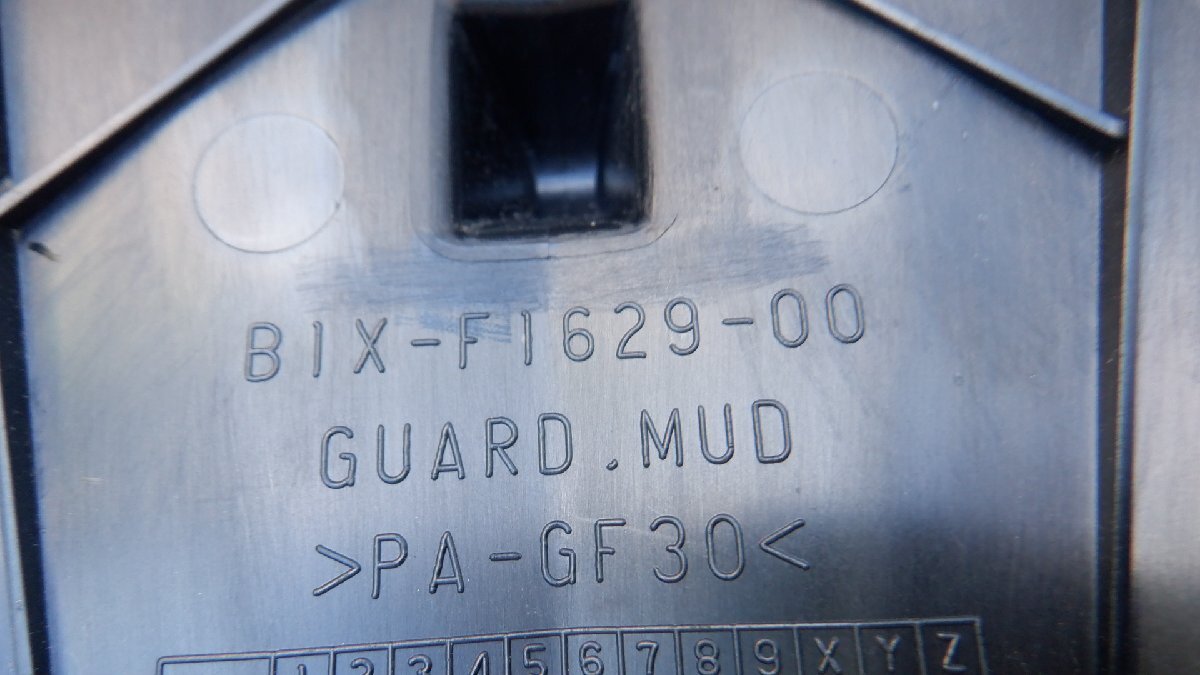 B1X-F1629-00
GUARD.MUD
>PA-GF30<
1 2 3 4 5 6 7 8 9 X Y Z